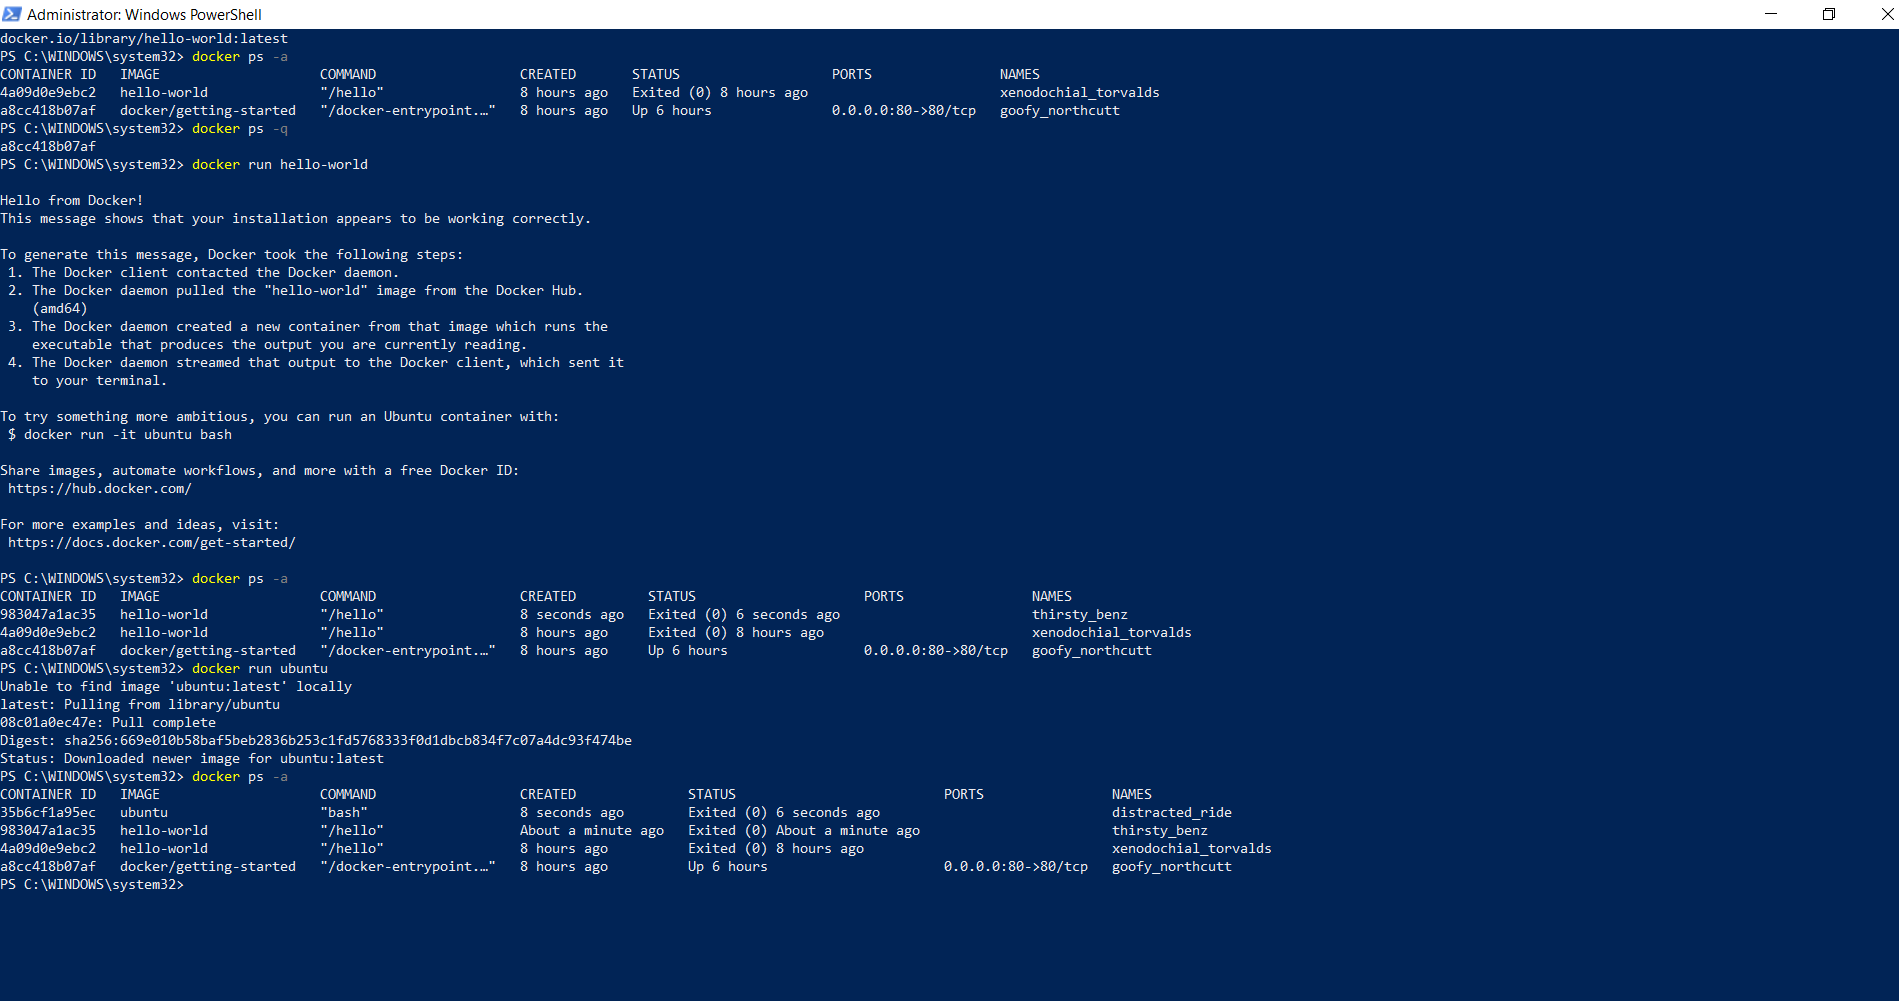 Administrator: Windows PowerShell
docker.io/library/hello-world:latest
PS C:\WINDOWS\system32> docker ps -a
CONTAINER ID   IMAGE                    COMMAND                  CREATED       STATUS                   PORTS                NAMES
4a09d0e9ebc2   hello-world              "/hello"                 8 hours ago   Exited (0) 8 hours ago                        xenodochial_torvalds
a8cc418b07af   docker/getting-started   "/docker-entrypoint.…"   8 hours ago   Up 6 hours               0.0.0.0:80->80/tcp   goofy_northcutt
PS C:\WINDOWS\system32> docker ps -q
a8cc418b07af
PS C:\WINDOWS\system32> docker run hello-world
Hello from Docker!
This message shows that your installation appears to be working correctly.
To generate this message, Docker took the following steps:
 1. The Docker client contacted the Docker daemon.
 2. The Docker daemon pulled the "hello-world" image from the Docker Hub.
    (amd64)
 3. The Docker daemon created a new container from that image which runs the
    executable that produces the output you are currently reading.
 4. The Docker daemon streamed that output to the Docker client, which sent it
    to your terminal.
To try something more ambitious, you can run an Ubuntu container with:
 $ docker run -it ubuntu bash
Share images, automate workflows, and more with a free Docker ID:
 https://hub.docker.com/
For more examples and ideas, visit:
 https://docs.docker.com/get-started/
PS C:\WINDOWS\system32> docker ps -a
CONTAINER ID   IMAGE                    COMMAND                  CREATED         STATUS                     PORTS                NAMES
983047a1ac35   hello-world              "/hello"                 8 seconds ago   Exited (0) 6 seconds ago                        thirsty_benz
4a09d0e9ebc2   hello-world              "/hello"                 8 hours ago     Exited (0) 8 hours ago                          xenodochial_torvalds
a8cc418b07af   docker/getting-started   "/docker-entrypoint.…"   8 hours ago     Up 6 hours                 0.0.0.0:80->80/tcp   goofy_northcutt
PS C:\WINDOWS\system32> docker run ubuntu
Unable to find image 'ubuntu:latest' locally
latest: Pulling from library/ubuntu
08c01a0ec47e: Pull complete
Digest: sha256:669e010b58baf5beb2836b253c1fd5768333f0d1dbcb834f7c07a4dc93f474be
Status: Downloaded newer image for ubuntu:latest
PS C:\WINDOWS\system32> docker ps -a
CONTAINER ID   IMAGE                    COMMAND                  CREATED              STATUS                          PORTS                NAMES
35b6cf1a95ec   ubuntu                   "bash"                   8 seconds ago        Exited (0) 6 seconds ago                             distracted_ride
983047a1ac35   hello-world              "/hello"                 About a minute ago   Exited (0) About a minute ago                        thirsty_benz
4a09d0e9ebc2   hello-world              "/hello"                 8 hours ago          Exited (0) 8 hours ago                               xenodochial_torvalds
a8cc418b07af   docker/getting-started   "/docker-entrypoint.…"   8 hours ago          Up 6 hours                      0.0.0.0:80->80/tcp   goofy_northcutt
PS C:\WINDOWS\system32>